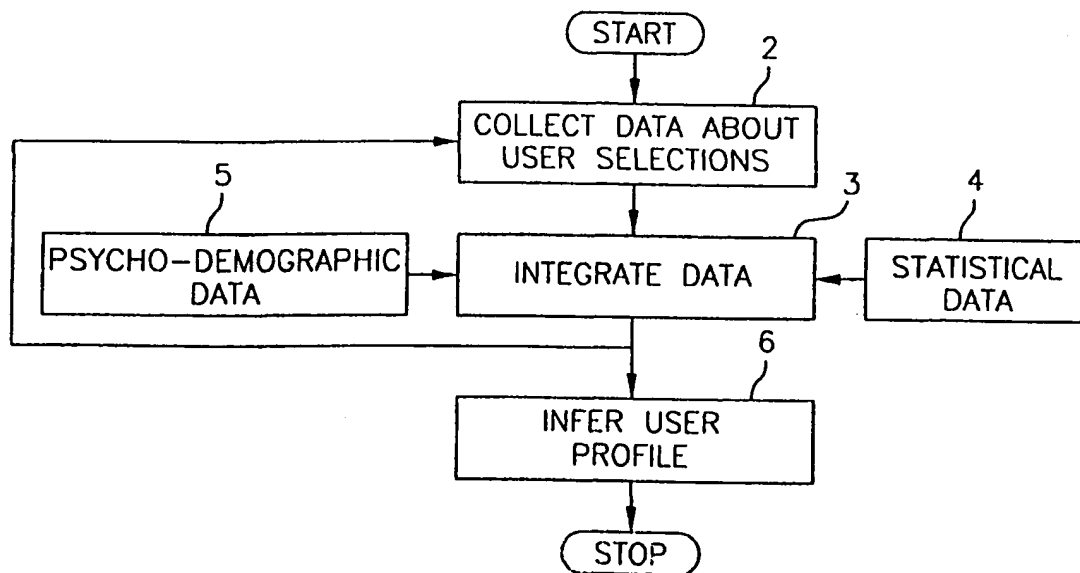 START
2
COLLECT DATA ABOUT
USER SELECTIONS
5
3
4
PSYCHO-DEMOGRAPHIC
DATA
INTEGRATE DATA
STATISTICAL
DATA
6
INFER USER
PROFILE
STOP